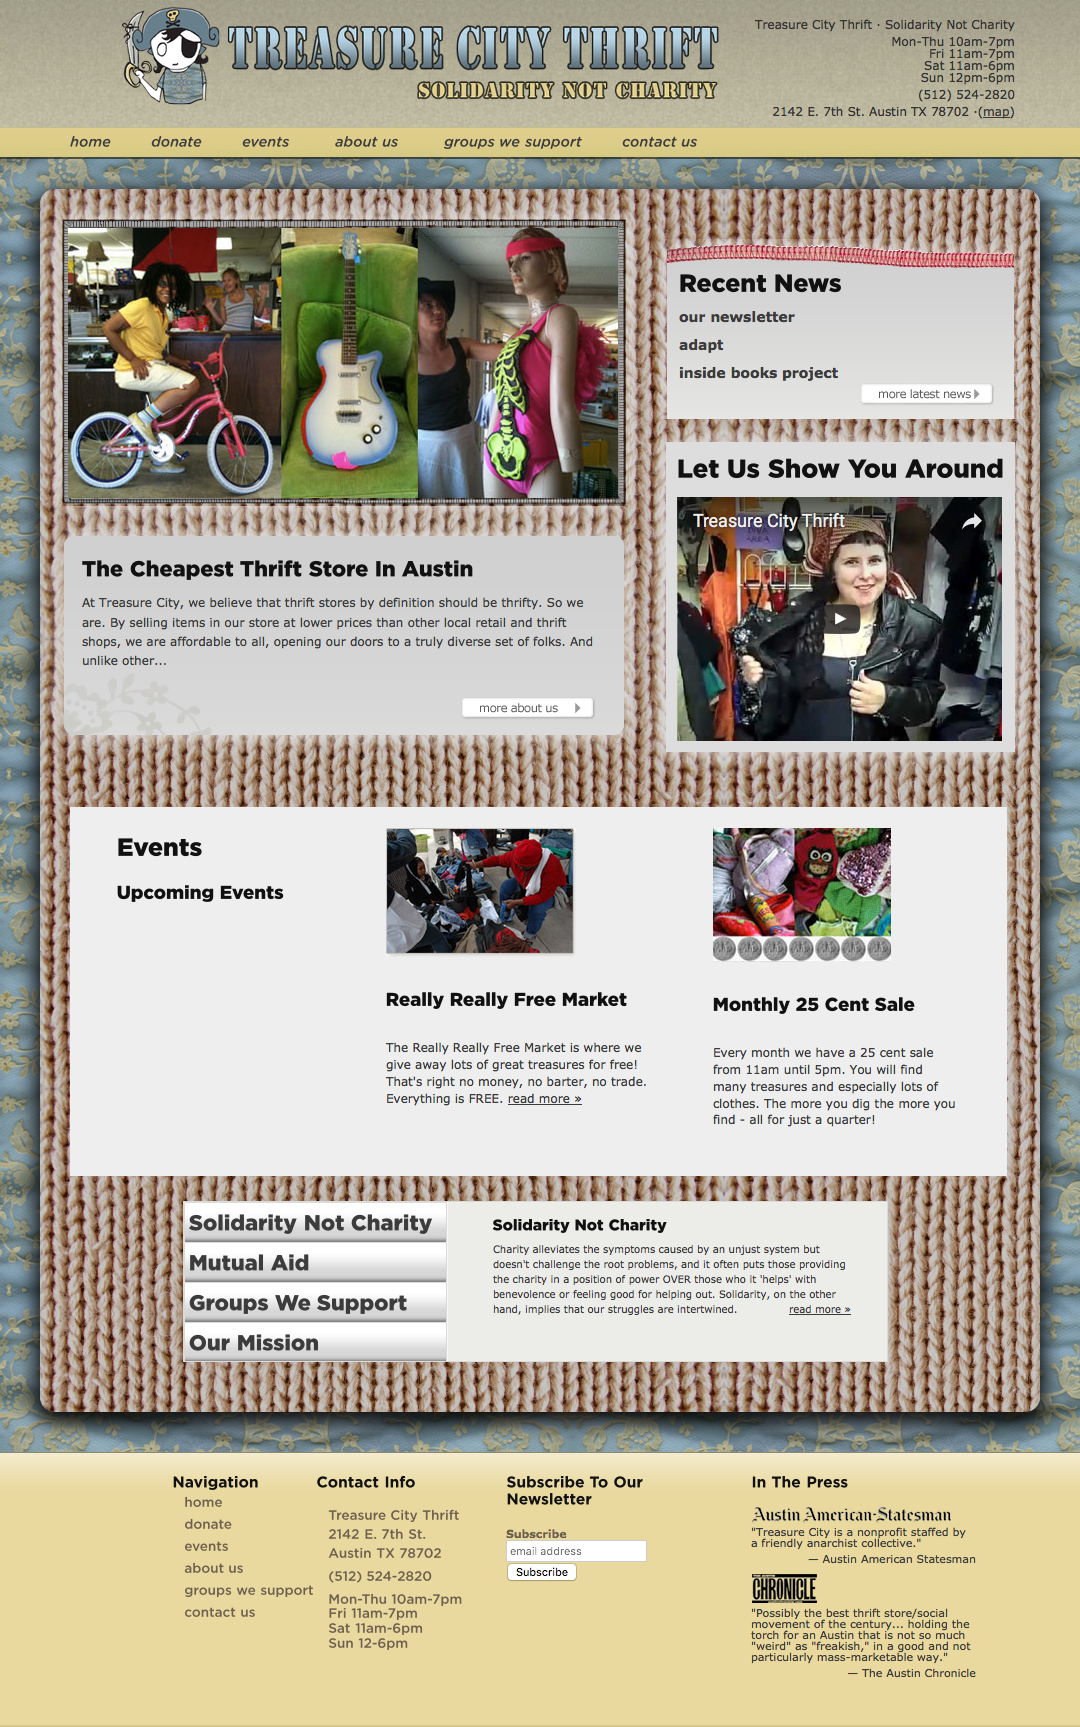 TREASURE CITY THRIFT
SOLIDARITY NOT CHARITY
Treasure City Thrift · Solidarity Not Charity
Mon-Thu 10am-7pm
Fri 11am-7pm
Sat 11am-6pm
Sun 12pm-6pm
(512) 524-2820
2142 E. 7th St. Austin TX 78702 ·(map)
home donate events about us groups we support contact us
Recent News
our newsletter
adapt
inside books project
more latest news
Let Us Show You Around
Treasure City Thrift
The Cheapest Thrift Store In Austin
At Treasure City, we believe that thrift stores by definition should be thrifty. So we
are. By selling items in our store at lower prices than other local retail and thrift
shops, we are affordable to all, opening our doors to a truly diverse set of folks. And
unlike other...
more about us
Events
Upcoming Events
Really Really Free Market
The Really Really Free Market is where we
give away lots of great treasures for free!
That's right no money, no barter, no trade.
Everything is FREE. read more »
Monthly 25 Cent Sale
Every month we have a 25 cent sale
from 11am until 5pm. You will find
many treasures and especially lots of
clothes. The more you dig the more you
find - all for just a quarter!
Solidarity Not Charity
Mutual Aid
Groups We Support
Our Mission
Solidarity Not Charity
Charity alleviates the symptoms caused by an unjust system but
doesn't challenge the root problems, and it often puts those providing
the charity in a position of power OVER those who it 'helps' with
benevolence or feeling good for helping out. Solidarity, on the other
hand, implies that our struggles are intertwined. read more »
Navigation
home
donate
events
about us
groups we support
contact us
Contact Info
Treasure City Thrift
2142 E. 7th St.
Austin TX 78702
(512) 524-2820
Mon-Thu 10am-7pm
Fri 11am-7pm
Sat 11am-6pm
Sun 12-6pm
Subscribe To Our
Newsletter
Subscribe
email address
Subscribe
In The Press
Austin American-Statesman
"Treasure City is a nonprofit staffed by
a friendly anarchist collective."
— Austin American Statesman
CHRONICLE
"Possibly the best thrift store/social
movement of the century... holding the
torch for an Austin that is not so much
"weird" as "freakish," in a good and not
particularly mass-marketable way."
— The Austin Chronicle